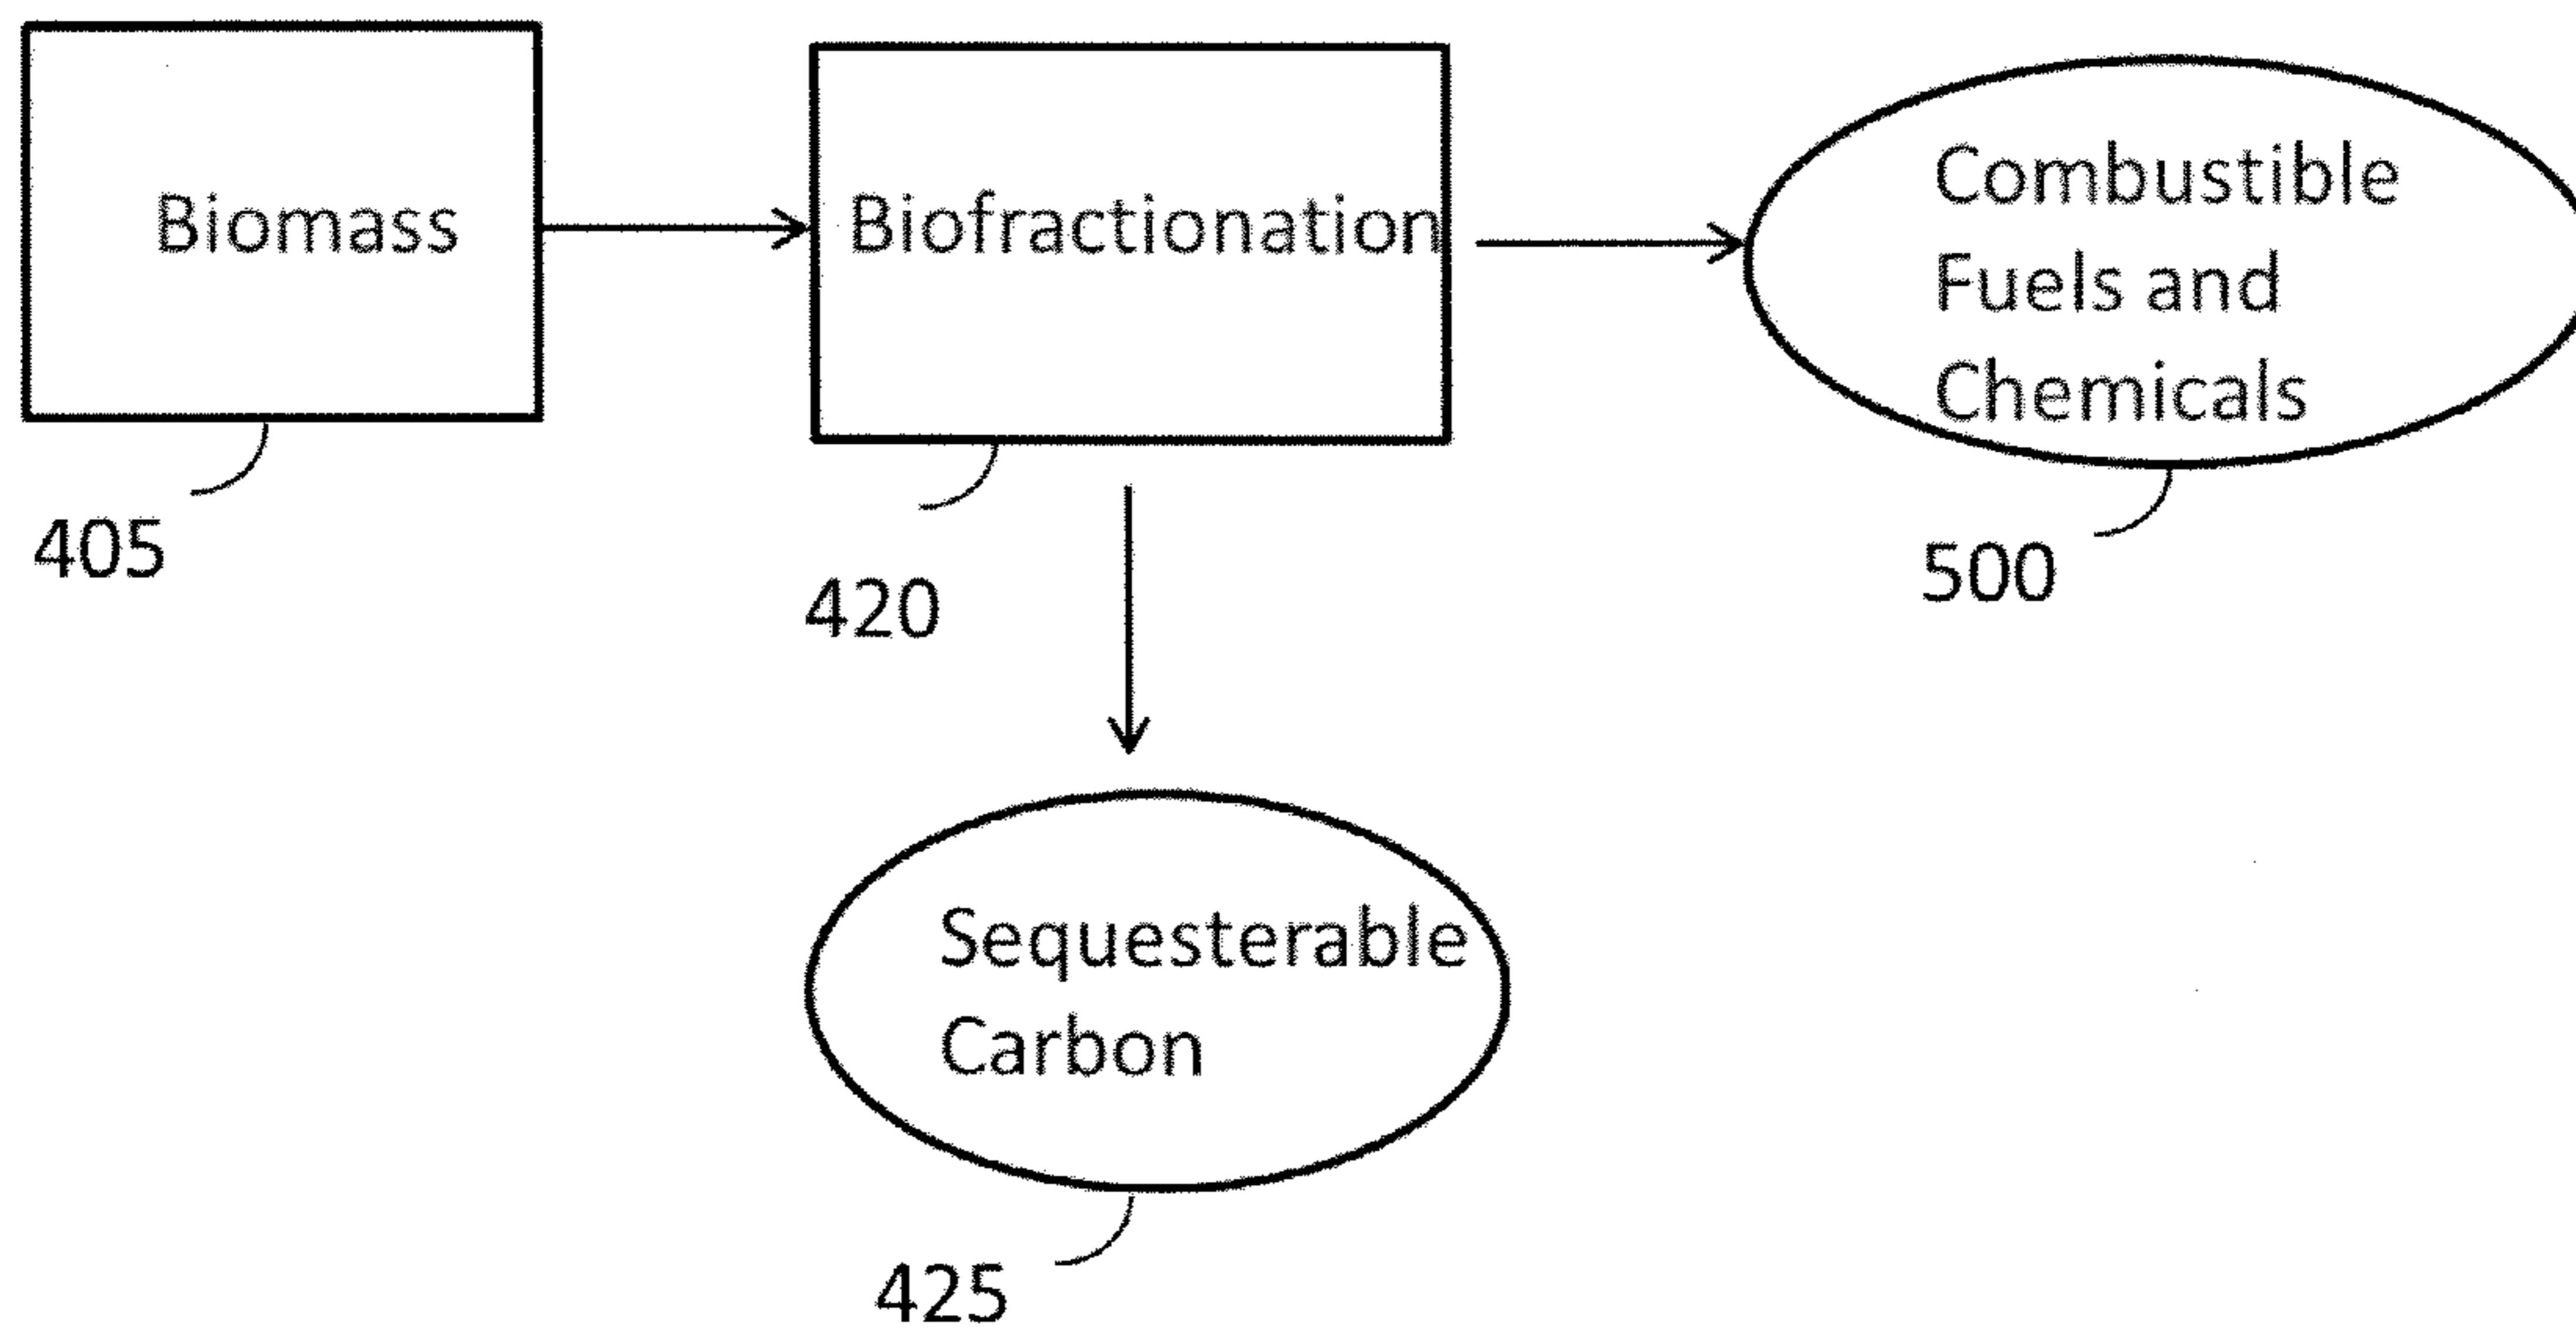 Biomass
Biofractionation
Combustible
Fuels and
Chemicals
405
420
500
Sequesterable
Carbon
425